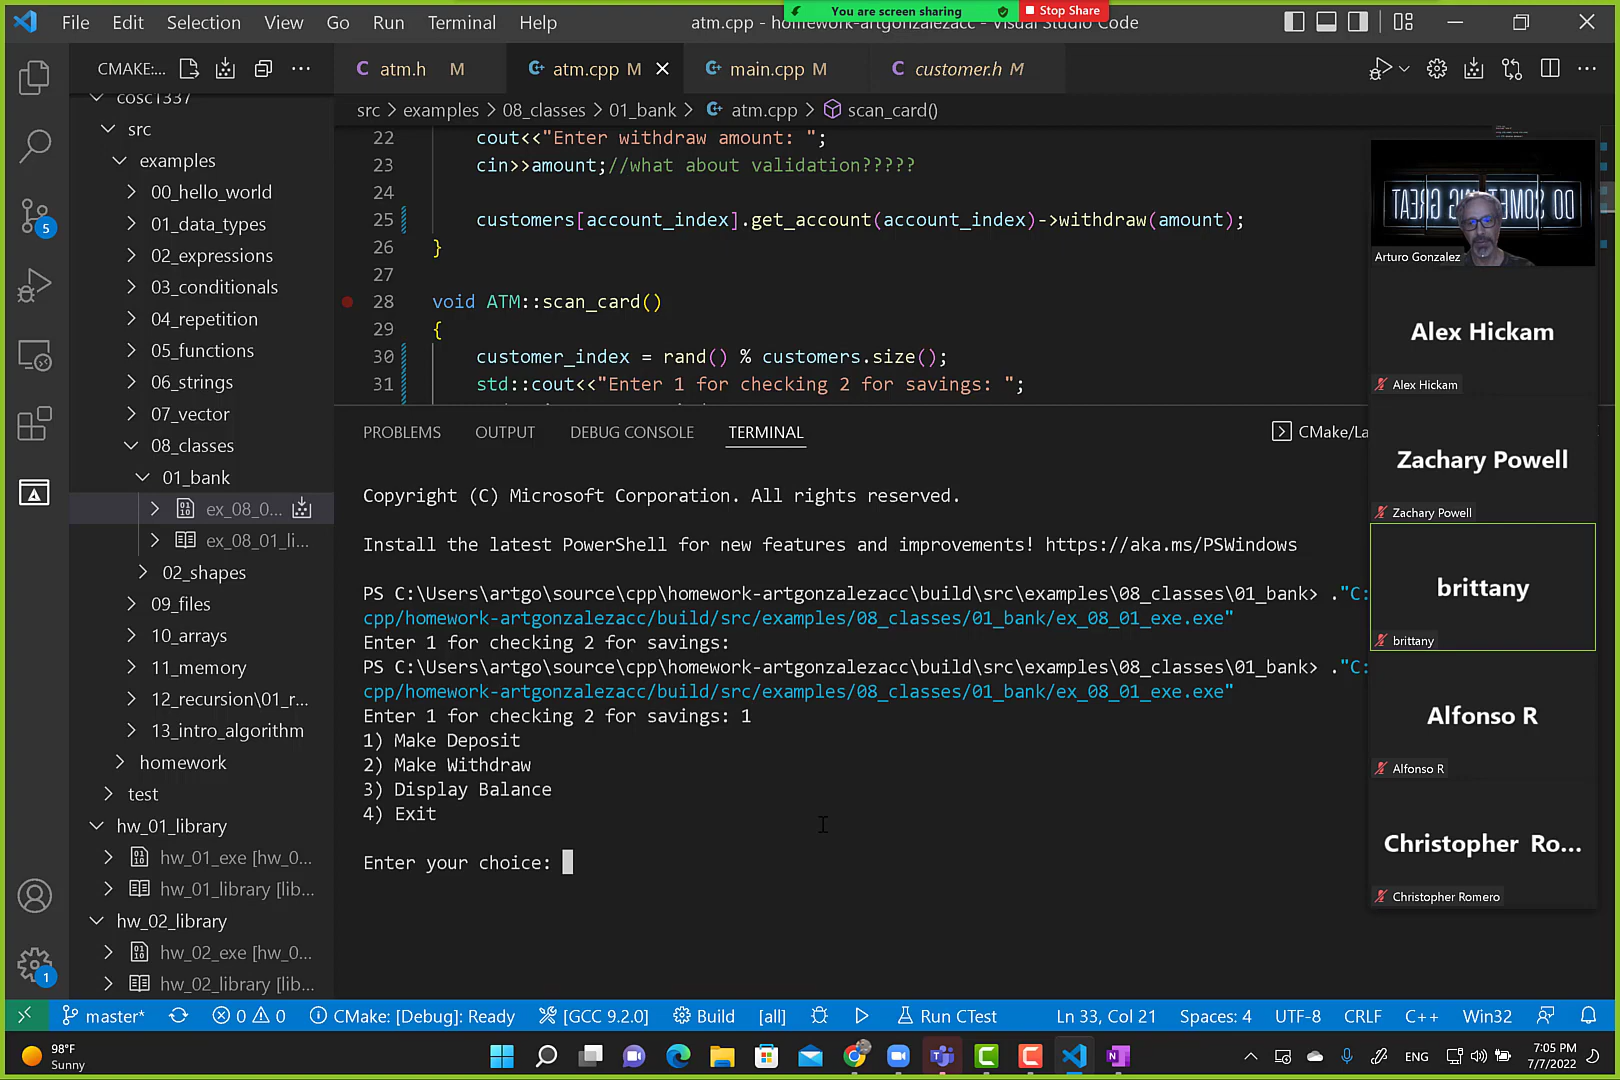 File Edit Selection View Go Run Terminal Help
atm.cpp - homework-artgonzalezacc - Visual Studio Code
You are screen sharing
Stop Share
CMAKE:...
atm.h M
atm.cpp M
main.cpp M
customer.h M
src > examples > 08_classes > 01_bank > atm.cpp > scan_card()
cosc1337
src
examples
00_hello_world
01_data_types
02_expressions
03_conditionals
04_repetition
05_functions
06_strings
07_vector
08_classes
01_bank
ex_08_0...
ex_08_01_li...
02_shapes
09_files
10_arrays
11_memory
12_recursion\01_r...
13_intro_algorithm
homework
test
hw_01_library
hw_01_exe [hw_0...
hw_01_library [lib...
hw_02_library
hw_02_exe [hw_0...
hw_02_library [lib...
5
1
22 cout<<"Enter withdraw amount: ";
23 cin>>amount;//what about validation?????
24
25 customers[account_index].get_account(account_index)->withdraw(amount);
26 }
27
28 void ATM::scan_card()
29 {
30 customer_index = rand() % customers.size();
31 std::cout<<"Enter 1 for checking 2 for savings: ";
PROBLEMS OUTPUT DEBUG CONSOLE TERMINAL
CMake/La
Copyright (C) Microsoft Corporation. All rights reserved.
Install the latest PowerShell for new features and improvements! https://aka.ms/PSWindows
PS C:\Users\artgo\source\cpp\homework-artgonzalezacc\build\src\examples\08_classes\01_bank> ."C:
cpp/homework-artgonzalezacc/build/src/examples/08_classes/01_bank/ex_08_01_exe.exe"
Enter 1 for checking 2 for savings:
PS C:\Users\artgo\source\cpp\homework-artgonzalezacc\build\src\examples\08_classes\01_bank> ."C:
cpp/homework-artgonzalezacc/build/src/examples/08_classes/01_bank/ex_08_01_exe.exe"
Enter 1 for checking 2 for savings: 1
1) Make Deposit
2) Make Withdraw
3) Display Balance
4) Exit
Enter your choice:
DO SOMETHING GREAT
Arturo Gonzalez
Alex Hickam
Alex Hickam
Zachary Powell
Zachary Powell
brittany
brittany
Alfonso R
Alfonso R
Christopher Ro...
Christopher Romero
master* 0 0 CMake: [Debug]: Ready [GCC 9.2.0] Build [all] Run CTest
Ln 33, Col 21 Spaces: 4 UTF-8 CRLF C++ Win32
98°F
Sunny
ENG
7:05 PM
7/7/2022